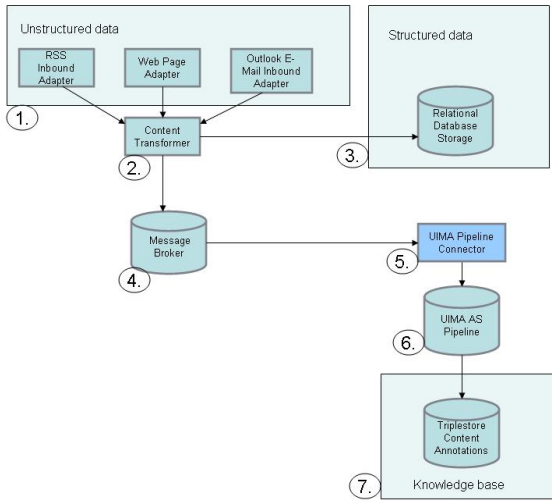 Unstructured data
RSS
Inbound
Adapter
Web Page
Adapter
Outlook E-
Mail Inbound
Adapter
1.
Content
Transformer
2.
Structured data
Relational
Database
Storage
3.
Message
Broker
4.
UIMA Pipeline
Connector
5.
UIMA AS
Pipeline
6.
Triplestore
Content
Annotations
7.
Knowledge base